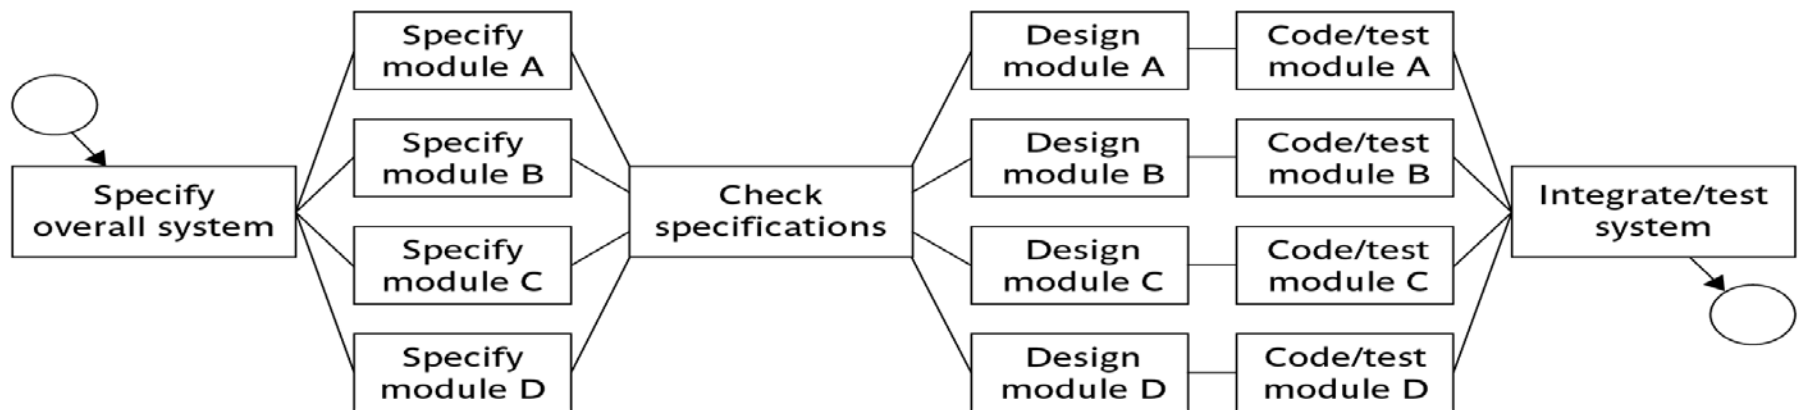 Specify
overall system
Specify
module A
Specify
module B
Specify
module C
Specify
module D
Check
specifications
Design
module A
Design
module B
Design
module C
Design
module D
Code/test
module A
Code/test
module B
Code/test
module C
Code/test
module D
Integrate/test
system